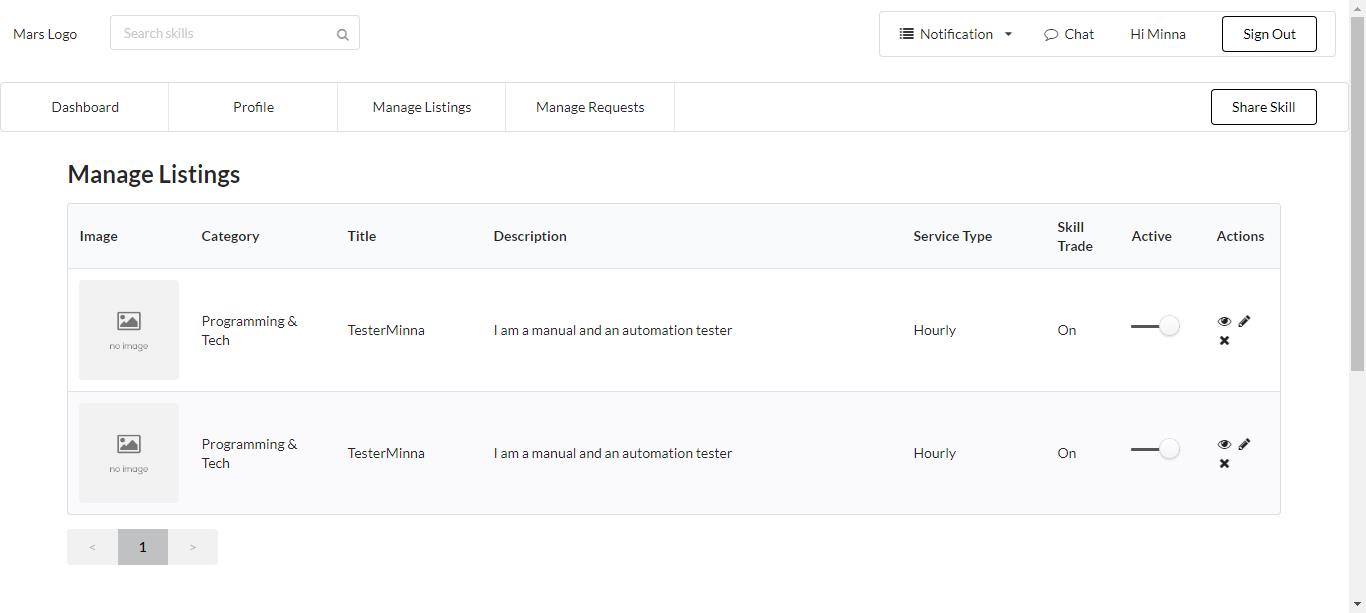 Mars Logo
Search skills
Notification
Chat
Hi Minna
Sign Out
Dashboard
Profile
Manage Listings
Manage Requests
Share Skill
Manage Listings
Image
Category
Title
Description
Service Type
Skill
Trade
Active
Actions
no image
Programming &
Tech
TesterMinna
I am a manual and an automation tester
Hourly
On
no image
Programming &
Tech
TesterMinna
I am a manual and an automation tester
Hourly
On
< 1 >